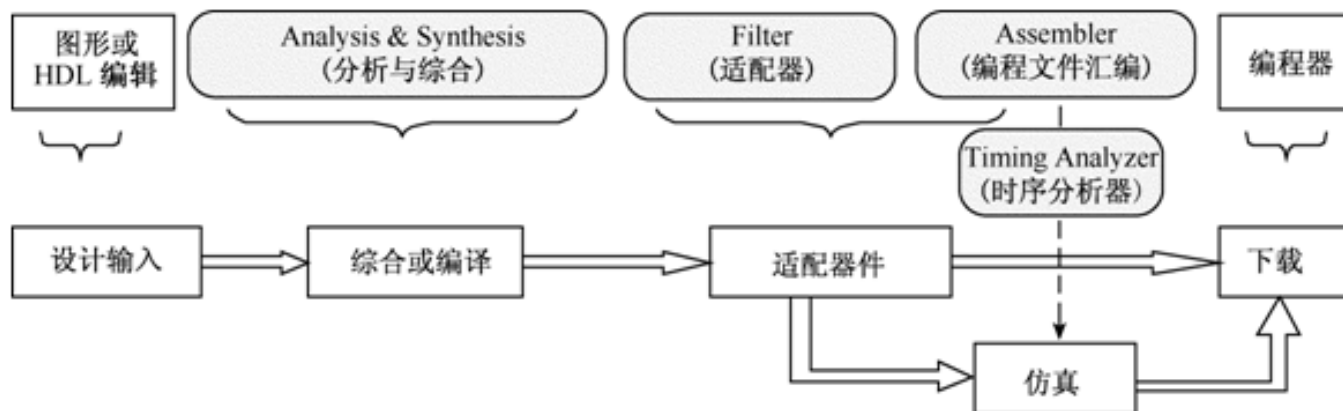 图形或
HDL 编辑
Analysis & Synthesis
(分析与综合)
Filter
(适配器)
Assembler
(编程文件汇编)
编程器
Timing Analyzer
(时序分析器)
设计输入
综合或编译
适配器件
下载
仿真